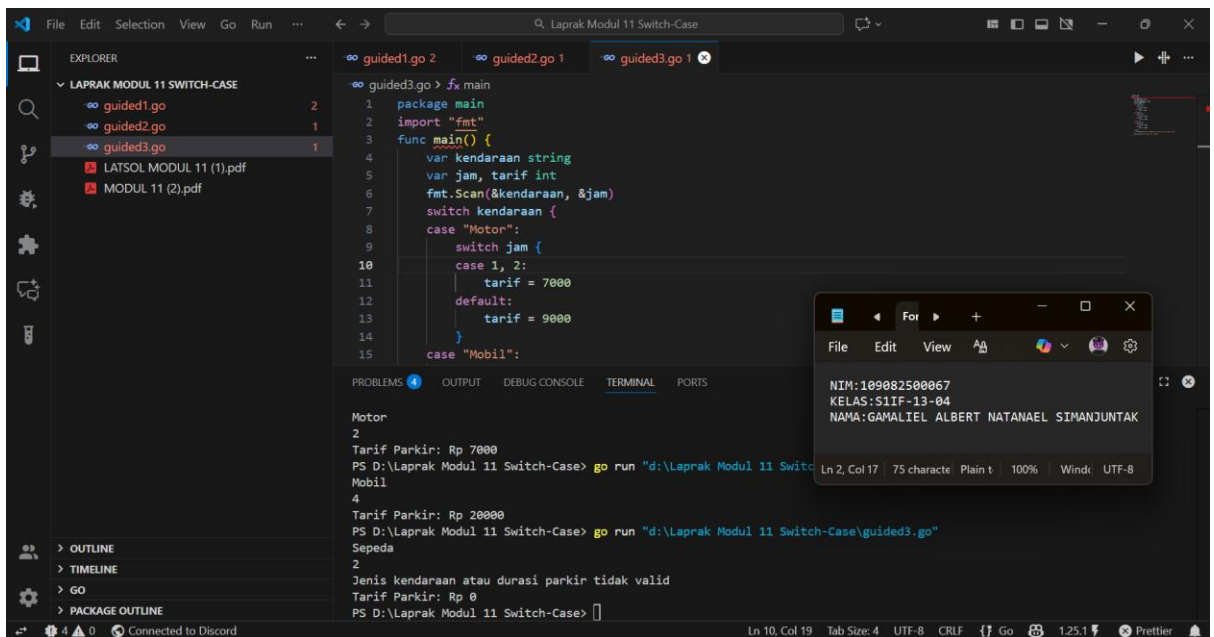 File Edit Selection View Go Run ··· Laprak Modul 11 Switch-Case
EXPLORER ···
LAPRAK MODUL 11 SWITCH-CASE
guided1.go 2
guided2.go 1
guided3.go 1
LATSOL MODUL 11 (1).pdf
MODUL 11 (2).pdf
OUTLINE
TIMELINE
GO
PACKAGE OUTLINE
guided1.go 2 guided2.go 1 guided3.go 1
guided3.go > main
1 package main
2 import "fmt"
3 func main() {
4 var kendaraan string
5 var jam, tarif int
6 fmt.Scan(&kendaraan, &jam)
7 switch kendaraan {
8 case "Motor":
9 switch jam {
10 case 1, 2:
11 tarif = 7000
12 default:
13 tarif = 9000
14 }
15 case "Mobil":
PROBLEMS 4 OUTPUT DEBUG CONSOLE TERMINAL PORTS
Motor
2
Tarif Parkir: Rp 7000
PS D:\Laprak Modul 11 Switch-Case> go run "d:\Laprak Modul 11 Switc
Mobil
4
Tarif Parkir: Rp 20000
PS D:\Laprak Modul 11 Switch-Case> go run "d:\Laprak Modul 11 Switch-Case\guided3.go"
Sepeda
2
Jenis kendaraan atau durasi parkir tidak valid
Tarif Parkir: Rp 0
PS D:\Laprak Modul 11 Switch-Case>
For
File Edit View
NIM:109082500067
KELAS:S1IF-13-04
NAMA:GAMALIEL ALBERT NATANAEL SIMANJUNTAK
Ln 2, Col 17 75 characte Plain t 100% Windo UTF-8
4 0 Connected to Discord Ln 10, Col 19 Tab Size: 4 UTF-8 CRLF Go 1.25.1 Prettier